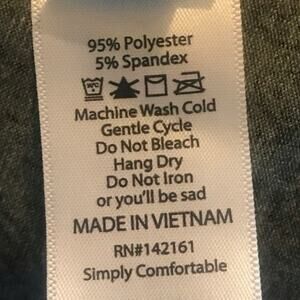 95% Polyester
5% Spandex
Machine Wash Cold
Gentle Cycle
Do Not Bleach
Hang Dry
Do Not Iron
or you'll be sad
MADE IN VIETNAM
RN#142161
Simply Comfortable